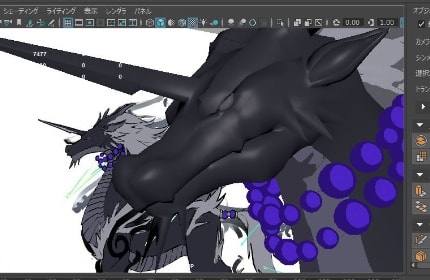 シェーディング ライティング 表示 レンダラ パネル
オブジ
0.00 1.00
カメラ
シンメ
7477 0 0
選択
0 0
トラン